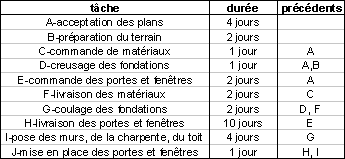 tâche durée précédents
A-acceptation des plans 4 jours
B-préparation du terrain 2 jours
C-commande de matériaux 1 jour A
D-creusage des fondations 1 jour A,B
E-commande des portes et fenêtres 2 jours A
F-livraison des matériaux 2 jours C
G-coulage des fondations 2 jours D, F
H-livraison des portes et fenêtres 10 jours E
I-pose des murs, de la charpente, du toit 4 jours G
J-mise en place des portes et fenêtres 1 jour H, I